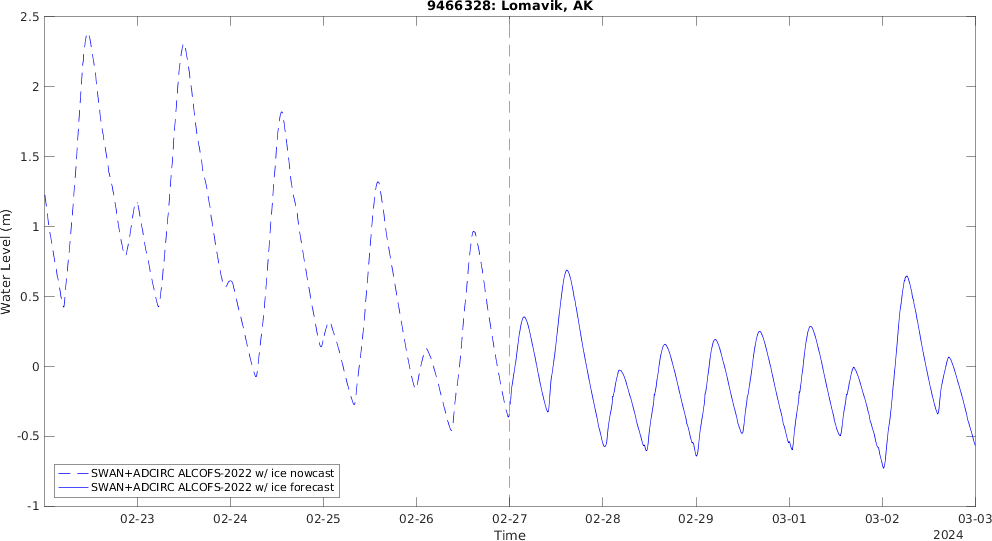 9466328: Lomavik, AK
Water Level (m)
2.5
2
1.5
1
0.5
0
-0.5
-1
SWAN+ADCIRC ALCOFS-2022 w/ ice nowcast
SWAN+ADCIRC ALCOFS-2022 w/ ice forecast
02-23 02-24 02-25 02-26 02-27 02-28 02-29 03-01 03-02 03-03
Time
2024